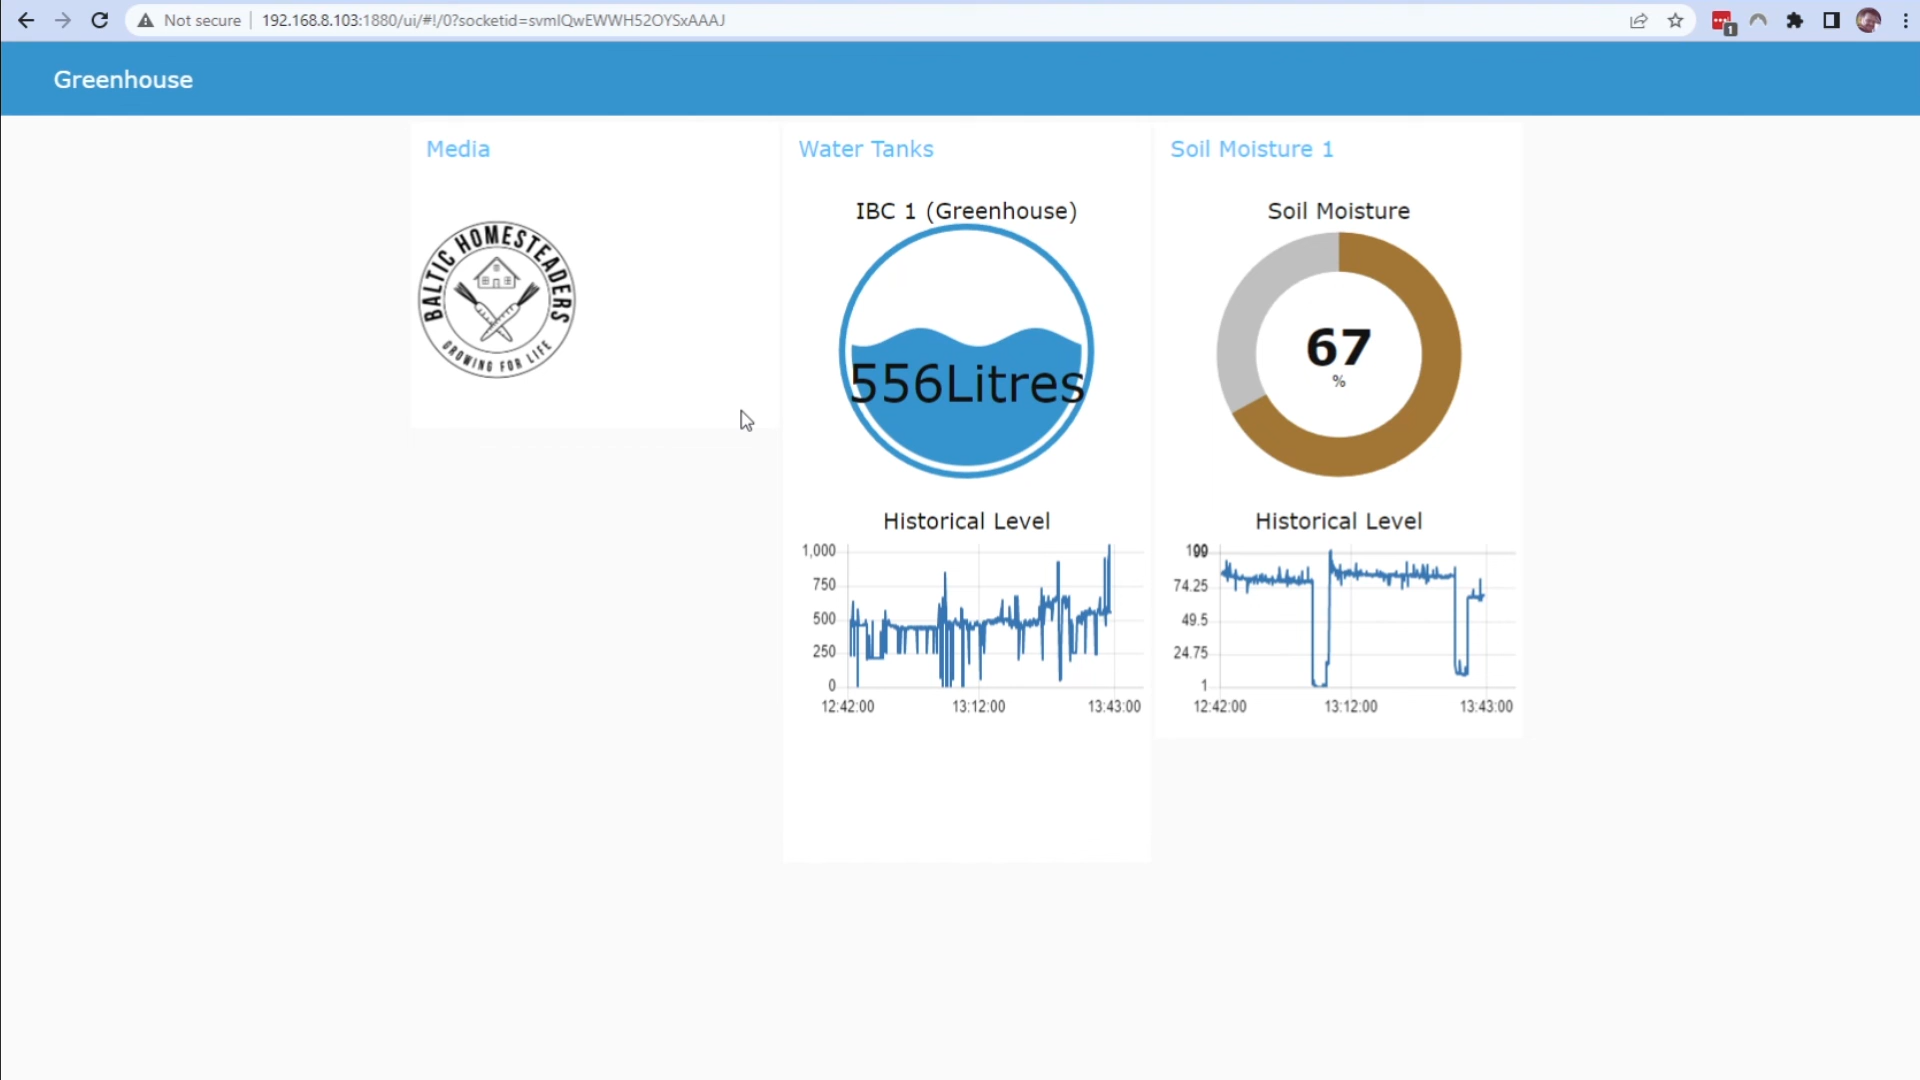 Not secure
192.168.8.103:1880/ui/#!/0?socketid=svmIQwEWWH52OYSxAAAJ
1
Greenhouse
Media
BALTIC HOMESTEADERS
GROWING FOR LIFE
Water Tanks
IBC 1 (Greenhouse)
556Litres
Historical Level
1,000
750
500
250
0
12:42:00 13:12:00 13:43:00
Soil Moisture 1
Soil Moisture
67
%
Historical Level
74.25
49.5
24.75
1
12:42:00 13:12:00 13:43:00